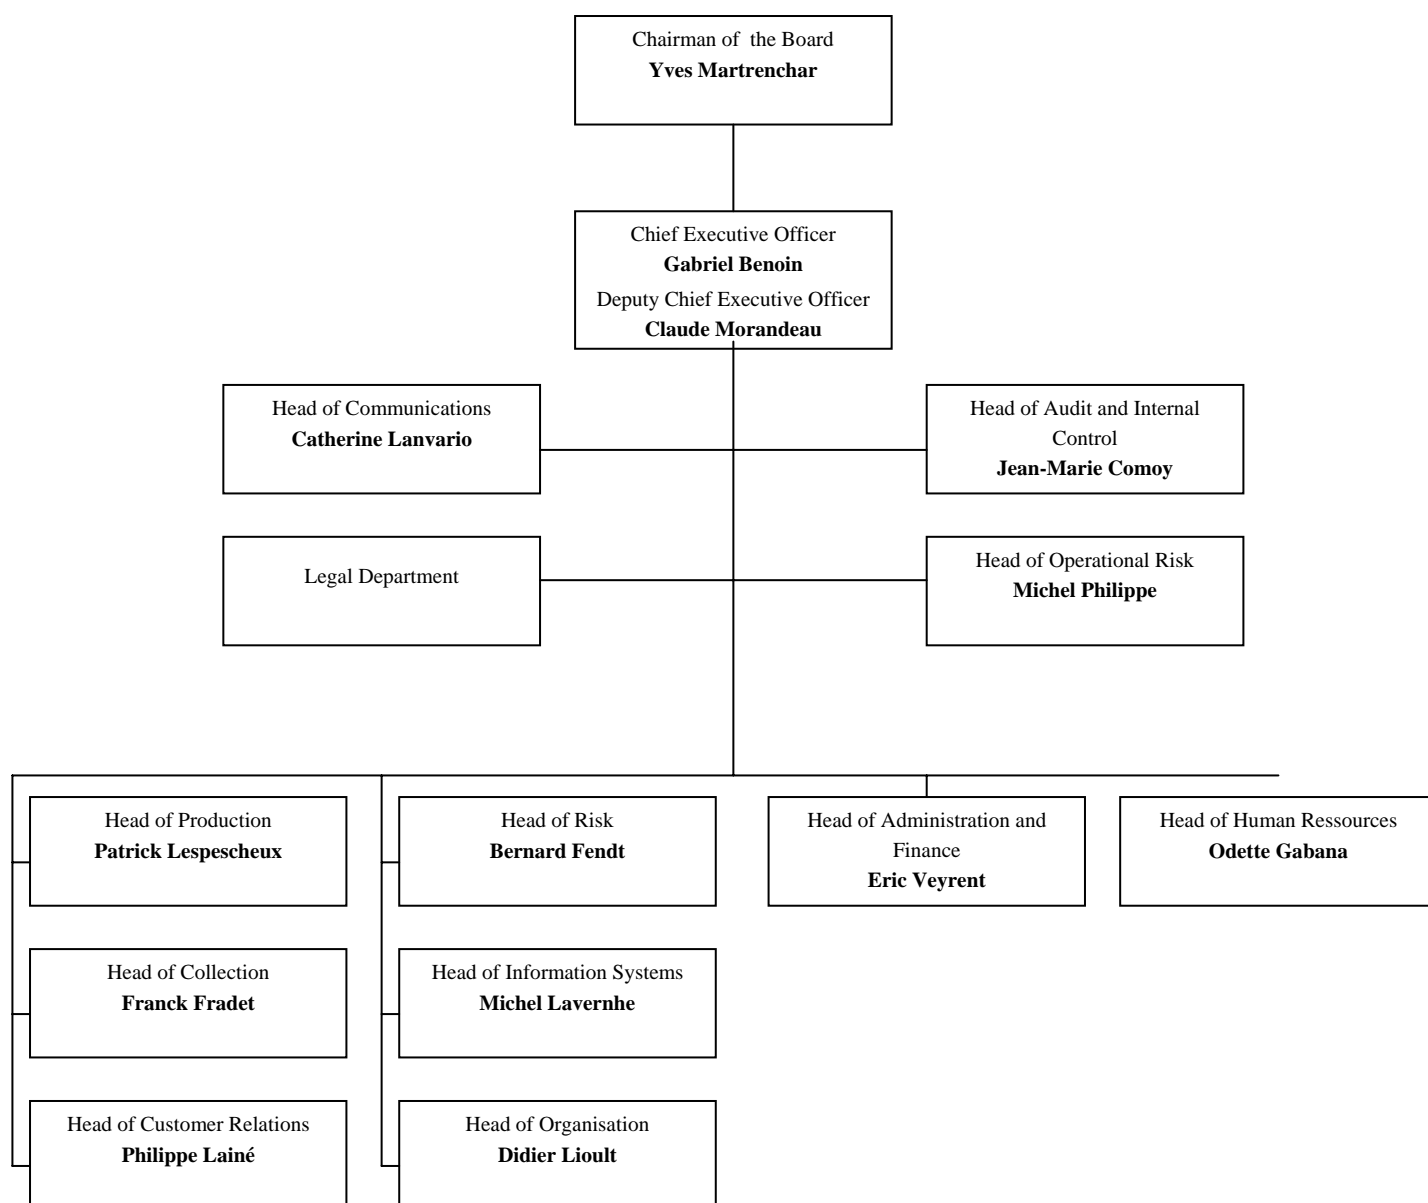 Chairman of the Board
Yves Martrenchar
Chief Executive Officer
Gabriel Benoin
Deputy Chief Executive Officer
Claude Morandeau
Head of Communications
Catherine Lanvario
Head of Audit and Internal
Control
Jean-Marie Comoy
Legal Department
Head of Operational Risk
Michel Philippe
Head of Production
Patrick Lespescheux
Head of Risk
Bernard Fendt
Head of Administration and
Finance
Eric Veyrent
Head of Human Ressources
Odette Gabana
Head of Collection
Franck Fradet
Head of Information Systems
Michel Lavernhe
Head of Customer Relations
Philippe Lainé
Head of Organisation
Didier Lioult